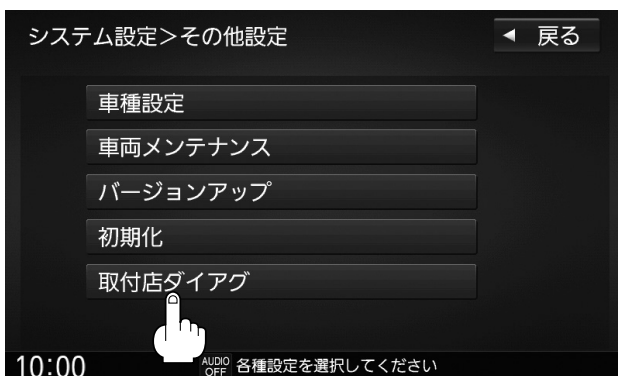 システム設定＞その他設定
◀ 戻る
車種設定
車両メンテナンス
バージョンアップ
初期化
取付店ダイアグ
10:00
AUDIO
OFF
各種設定を選択してください